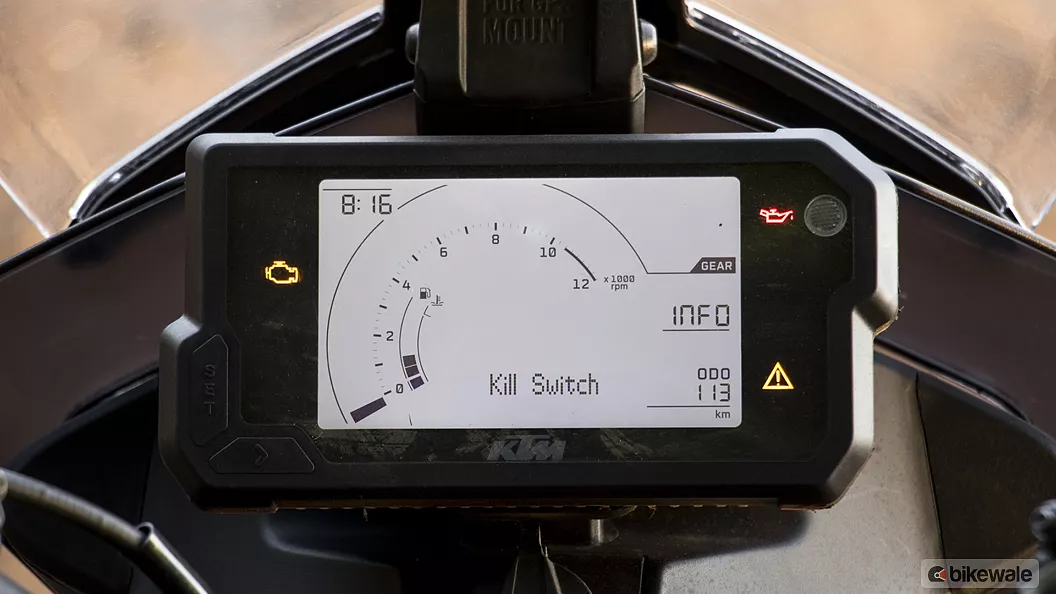 FOR GPS
MOUNT
8:16
8
6
10
4
12
x1000
rpm
GEAR
2
INFO
0
Kill Switch
ODO
113
km
SET
KTM
bikewale